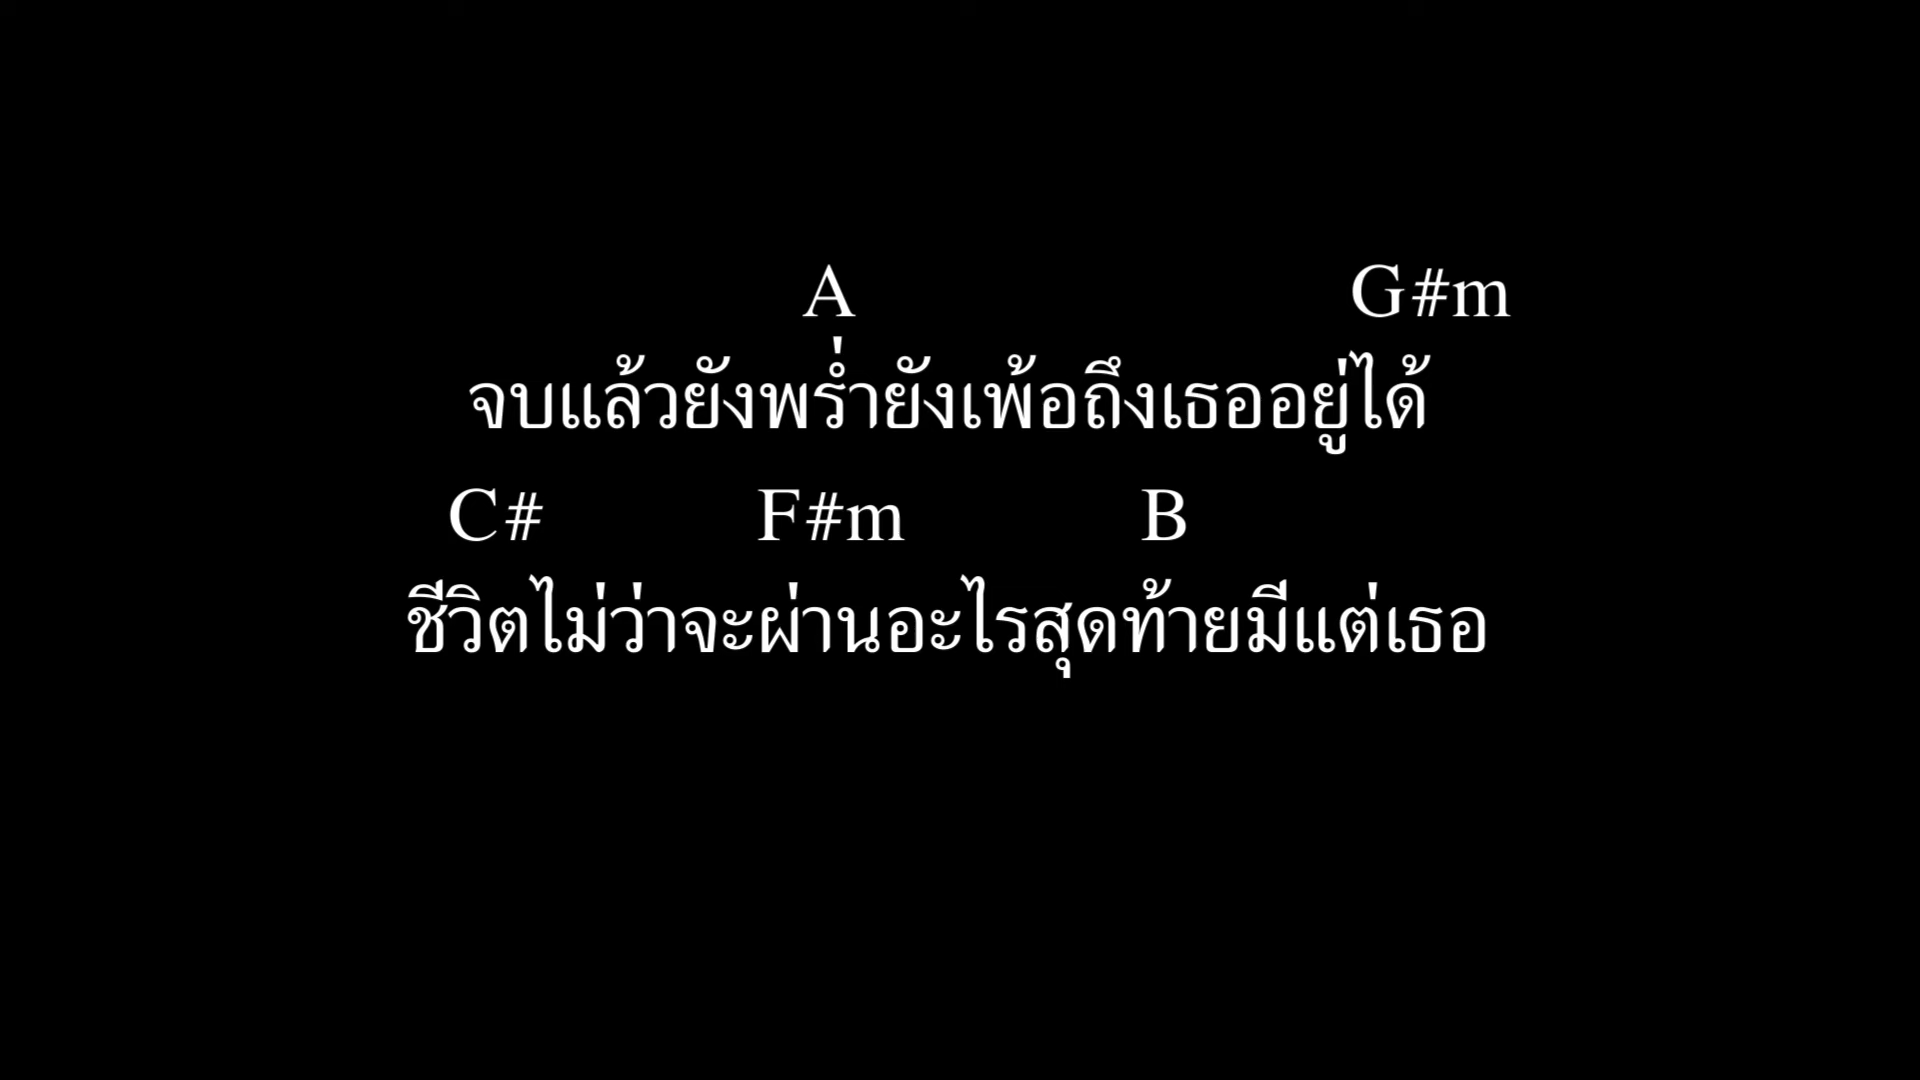 A G#m
จบแล้วยังพร่ำยังเพ้อถึงเธออยู่ได้
C# F#m B
ชีวิตไม่ว่าจะผ่านอะไรสุดท้ายมีแต่เธอ